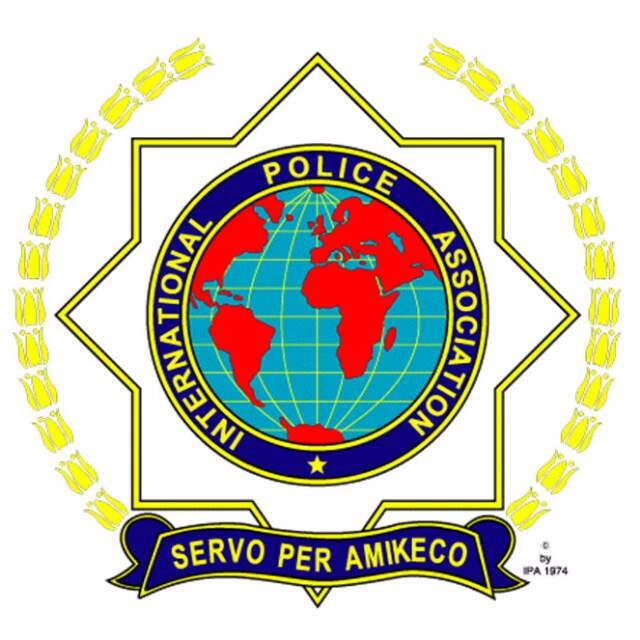 INTERNATIONAL POLICE ASSOCIATION
SERVO PER AMIKECO
©
by
IPA 1974